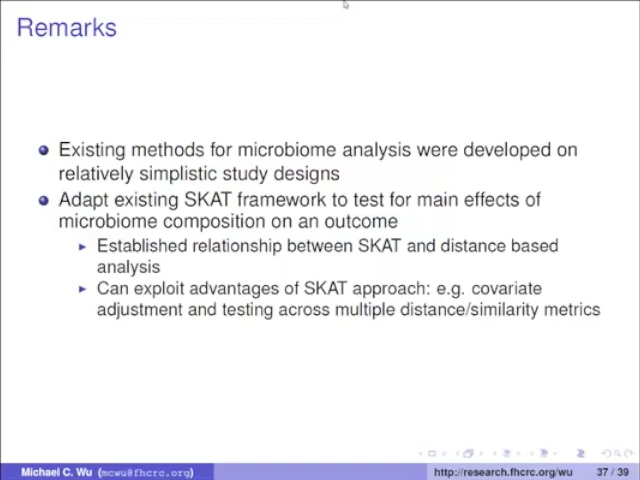 Remarks
Existing methods for microbiome analysis were developed on
relatively simplistic study designs
Adapt existing SKAT framework to test for main effects of
microbiome composition on an outcome
Established relationship between SKAT and distance based
analysis
Can exploit advantages of SKAT approach: e.g. covariate
adjustment and testing across multiple distance/similarity metrics
Michael C. Wu (mcwu@fhcrc.org) http://research.fhcrc.org/wu 37 / 39